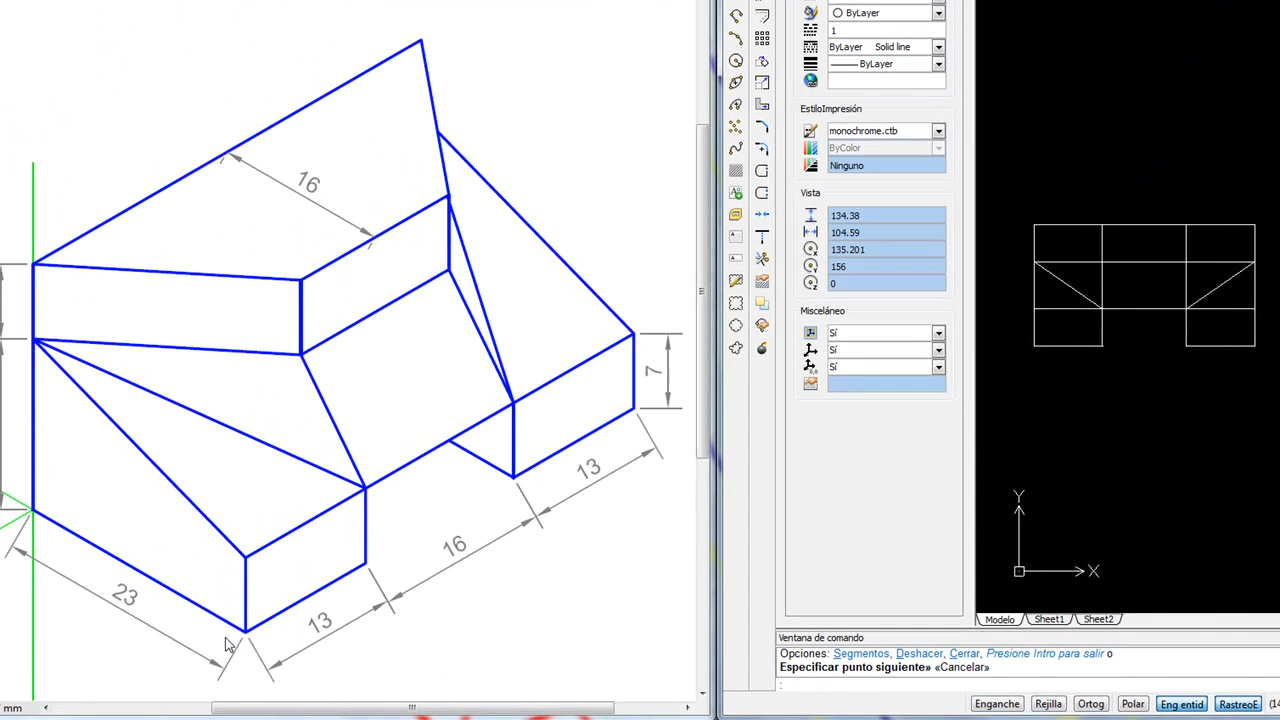 16
7
13
16
23
13
mm
ByLayer
1
ByLayer Solid line
ByLayer
EstiloImpresión
monochrome.ctb
ByColor
Ninguno
Vista
134.38
104.59
135.201
156
0
Misceláneo
Sí
Sí
Sí
Y
X
Modelo Sheet1 Sheet2
Ventana de comando
Opciones: Segmentos, Deshacer, Cerrar, Presione Intro para salir o
Especificar punto siguiente» «Cancelar»
:
Enganche Rejilla Ortog Polar Eng entid RastreoE